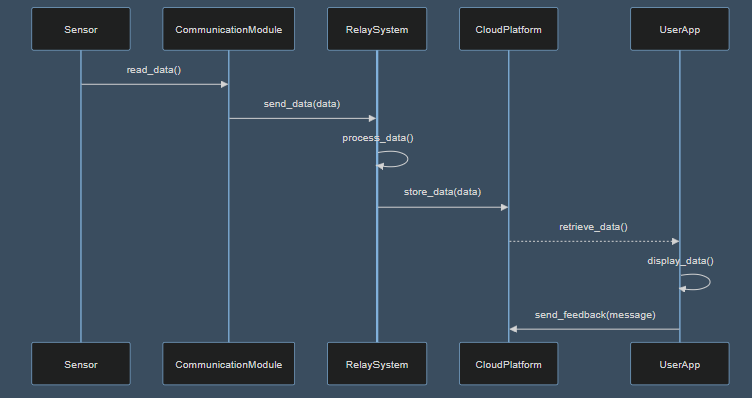 Sensor
CommunicationModule
RelaySystem
CloudPlatform
UserApp
read_data()
send_data(data)
process_data()
store_data(data)
retrieve_data()
display_data()
send_feedback(message)
Sensor
CommunicationModule
RelaySystem
CloudPlatform
UserApp